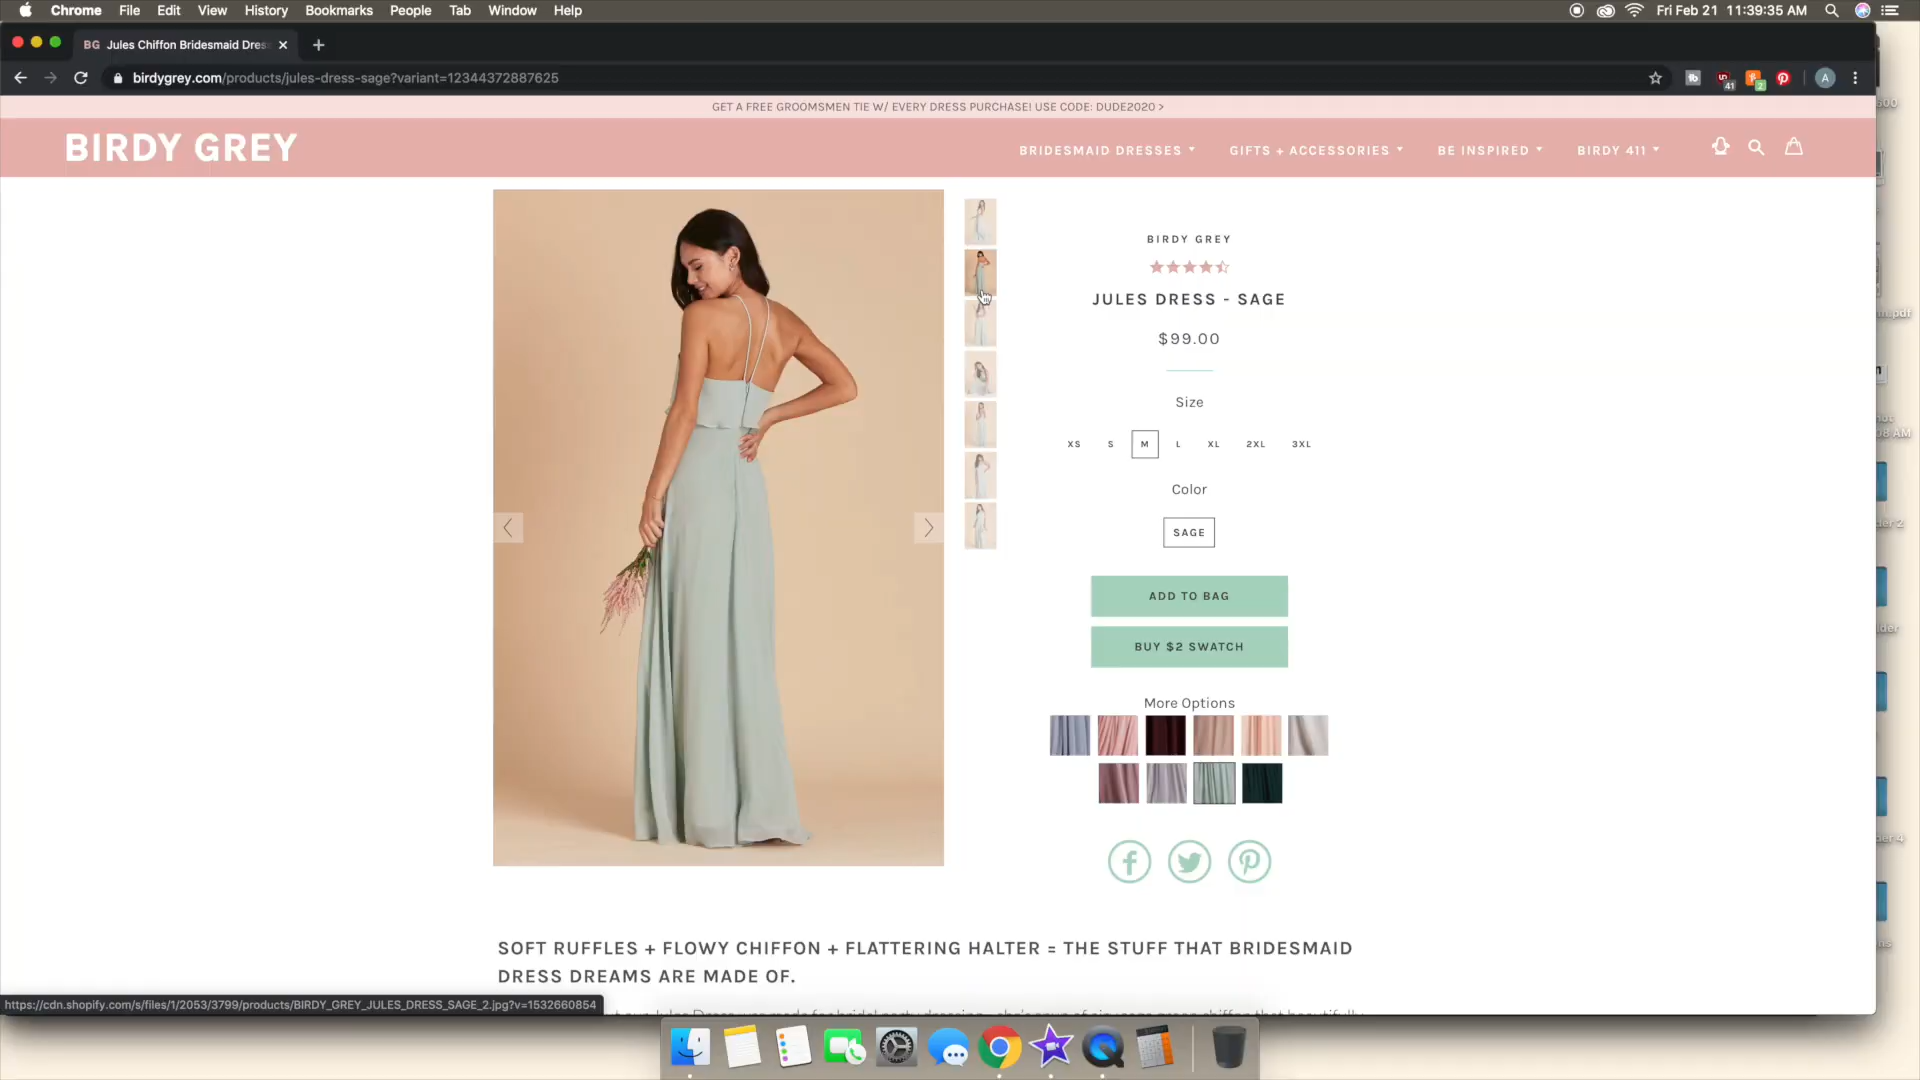 Chrome File Edit View History Bookmarks People Tab Window Help
Fri Feb 21 11:39:35 AM
BG Jules Chiffon Bridesmaid Dres
birdygrey.com/products/jules-dress-sage?variant=12344372887625
41
2
A
GET A FREE GROOMSMEN TIE W/ EVERY DRESS PURCHASE! USE CODE: DUDE2020 >
BIRDY GREY
BRIDESMAID DRESSES
GIFTS + ACCESSORIES
BE INSPIRED
BIRDY 411
BIRDY GREY
JULES DRESS - SAGE
$99.00
Size
XS S M L XL 2XL 3XL
Color
SAGE
ADD TO BAG
BUY $2 SWATCH
More Options
SOFT RUFFLES + FLOWY CHIFFON + FLATTERING HALTER = THE STUFF THAT BRIDESMAID
DRESS DREAMS ARE MADE OF.
https://cdn.shopify.com/s/files/1/2053/3799/products/BIRDY_GREY_JULES_DRESS_SAGE_2.jpg?v=1532660854